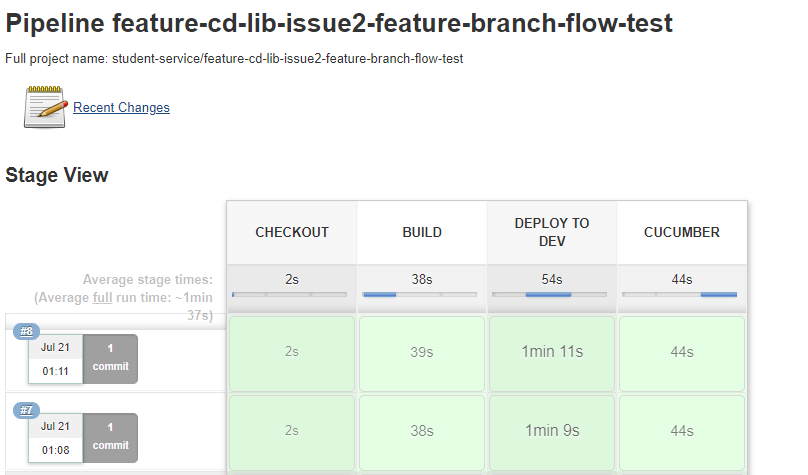 Pipeline feature-cd-lib-issue2-feature-branch-flow-test
Full project name: student-service/feature-cd-lib-issue2-feature-branch-flow-test
Recent Changes
Stage View
CHECKOUT BUILD DEPLOY TO DEV CUCUMBER
Average stage times: 2s 38s 54s 44s
(Average full run time: ~1min
37s)
#8
Jul 21 1
01:11 commit
2s 39s 1min 11s 44s
#7
Jul 21 1
01:08 commit
2s 38s 1min 9s 44s